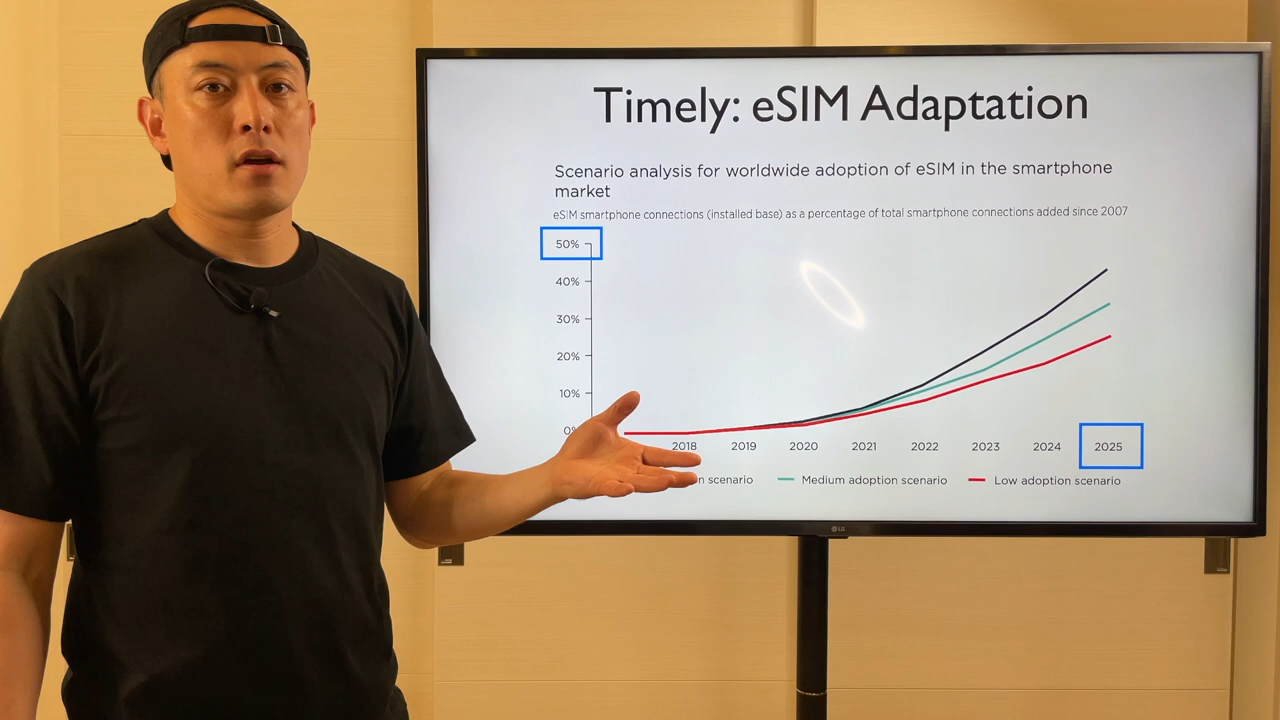 Timely: eSIM Adaptation
Scenario analysis for worldwide adoption of eSIM in the smartphone
market
eSIM smartphone connections (installed base) as a percentage of total smartphone connections added since 2007
50%
40%
30%
20%
10%
2018 2019 2020 2021 2022 2023 2024 2025
scenario Medium adoption scenario Low adoption scenario
LG